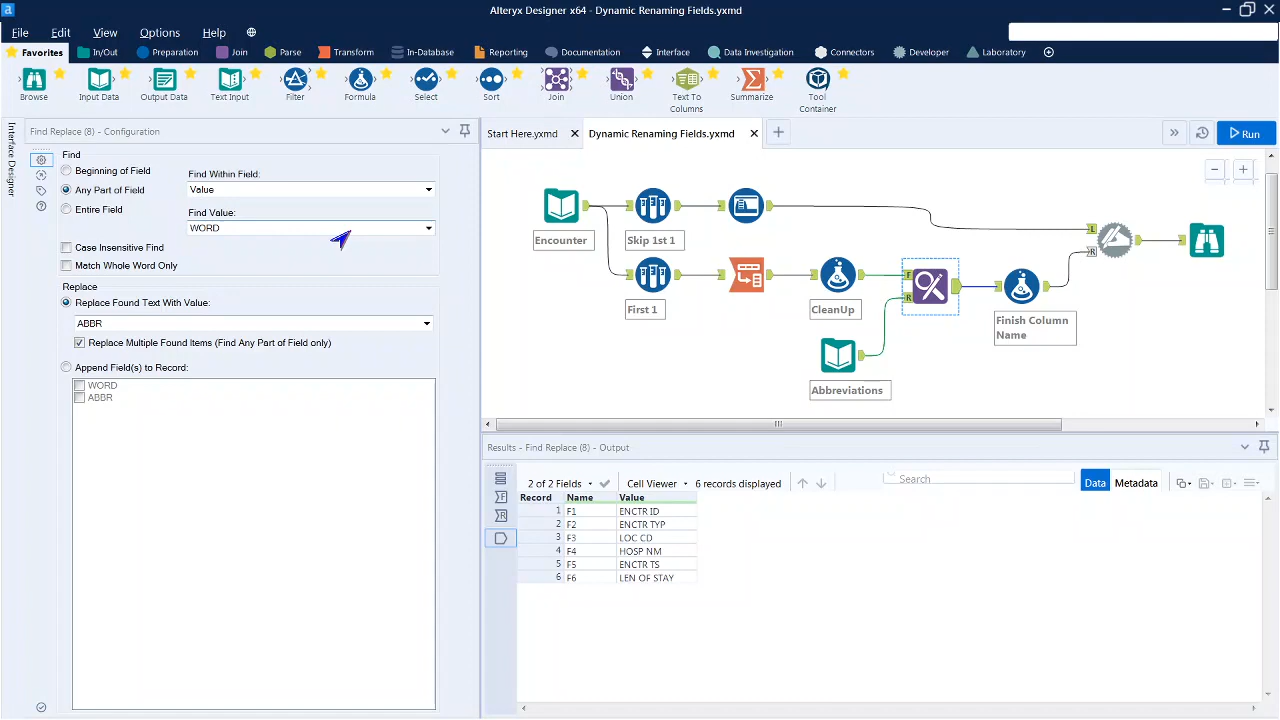 Alteryx Designer x64 - Dynamic Renaming Fields.yxmd
File Edit View Options Help
Favorites In/Out Preparation Join Parse Transform In-Database Reporting Documentation Interface Data Investigation Connectors Developer Laboratory
Browse Input Data Output Data Text Input Filter Formula Select Sort Join Union Text To Columns Summarize Tool Container
Interface Designer
Find Replace (8) - Configuration
Find
Beginning of Field
Any Part of Field
Entire Field
Find Within Field:
Value
Find Value:
WORD
Case Insensitive Find
Match Whole Word Only
Replace
Replace Found Text With Value:
ABBR
Replace Multiple Found Items (Find Any Part of Fie
Append Field(s) to Record:
WORD
ABBR
Start Here.yxmd
Dynamic Renaming Fields.yxmd
Run
Encounter
Skip 1st 1
L
R
First 1
CleanUp
F
R
Finish Column
Name
Abbreviations
Results - Find Replace (8) - Output
2 of 2 Fields Cell Viewer 6 records displayed Search Data Metadata
Record Name Value
1 F1 ENCTR ID
2 F2 ENCTR TYP
3 F3 LOC CD
4 F4 HOSP NM
5 F5 ENCTR TS
6 F6 LEN OF STAY